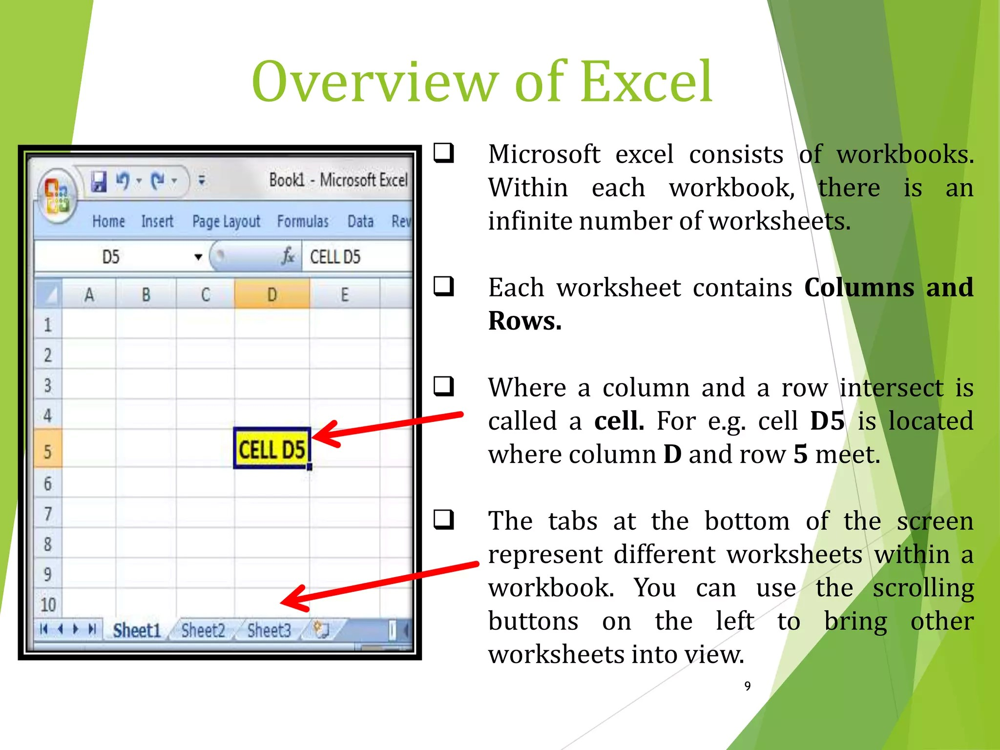 Overview of Excel
Book1 - Microsoft Excel
Home Insert Page Layout Formulas Data Rev
D5 fx CELL D5
A B C D E
1
2
3
4
5 CELL D5
6
7
8
9
10
Sheet1 Sheet2 Sheet3
Microsoft excel consists of workbooks.
Within each workbook, there is an
infinite number of worksheets.
Each worksheet contains Columns and
Rows.
Where a column and a row intersect is
called a cell. For e.g. cell D5 is located
where column D and row 5 meet.
The tabs at the bottom of the screen
represent different worksheets within a
workbook. You can use the scrolling
buttons on the left to bring other
worksheets into view.
9